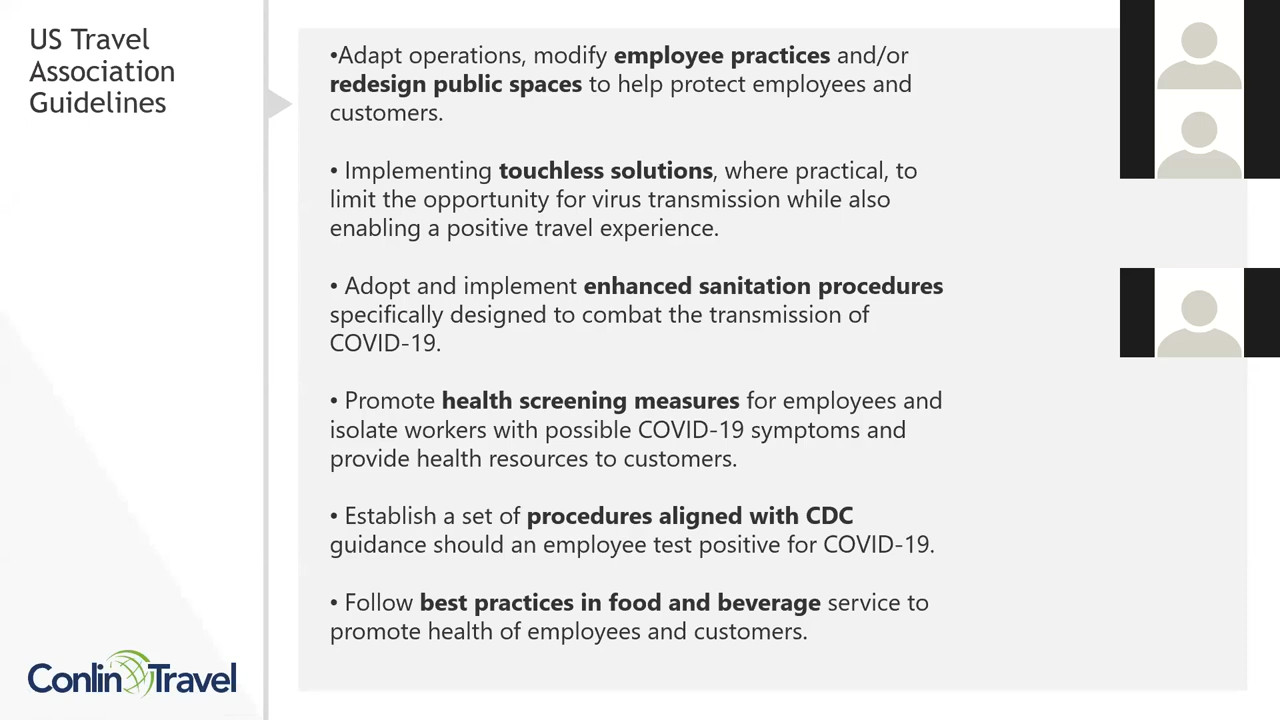 US Travel
Association
Guidelines
•Adapt operations, modify employee practices and/or
redesign public spaces to help protect employees and
customers.
• Implementing touchless solutions, where practical, to
limit the opportunity for virus transmission while also
enabling a positive travel experience.
• Adopt and implement enhanced sanitation procedures
specifically designed to combat the transmission of
COVID-19.
• Promote health screening measures for employees and
isolate workers with possible COVID-19 symptoms and
provide health resources to customers.
• Establish a set of procedures aligned with CDC
guidance should an employee test positive for COVID-19.
• Follow best practices in food and beverage service to
promote health of employees and customers.
Conlin Travel